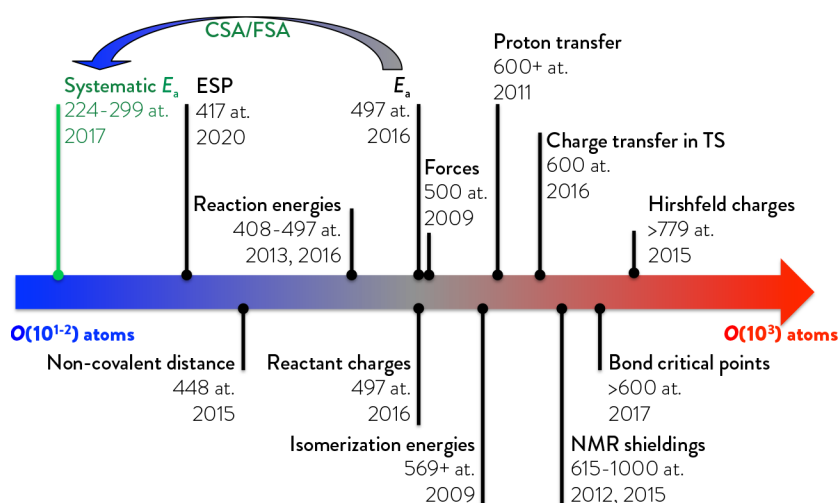 CSA/FSA
Systematic Eₐ
224-299 at.
2017
ESP
417 at.
2020
Eₐ
497 at.
2016
Proton transfer
600+ at.
2011
Charge transfer in TS
600 at.
2016
Forces
500 at.
2009
Reaction energies
408-497 at.
2013, 2016
Hirshfeld charges
>779 at.
2015
O(10¹⁻²) atoms
O(10³) atoms
Non-covalent distance
448 at.
2015
Reactant charges
497 at.
2016
Bond critical points
>600 at.
2017
Isomerization energies
569+ at.
2009
NMR shieldings
615-1000 at.
2012, 2015